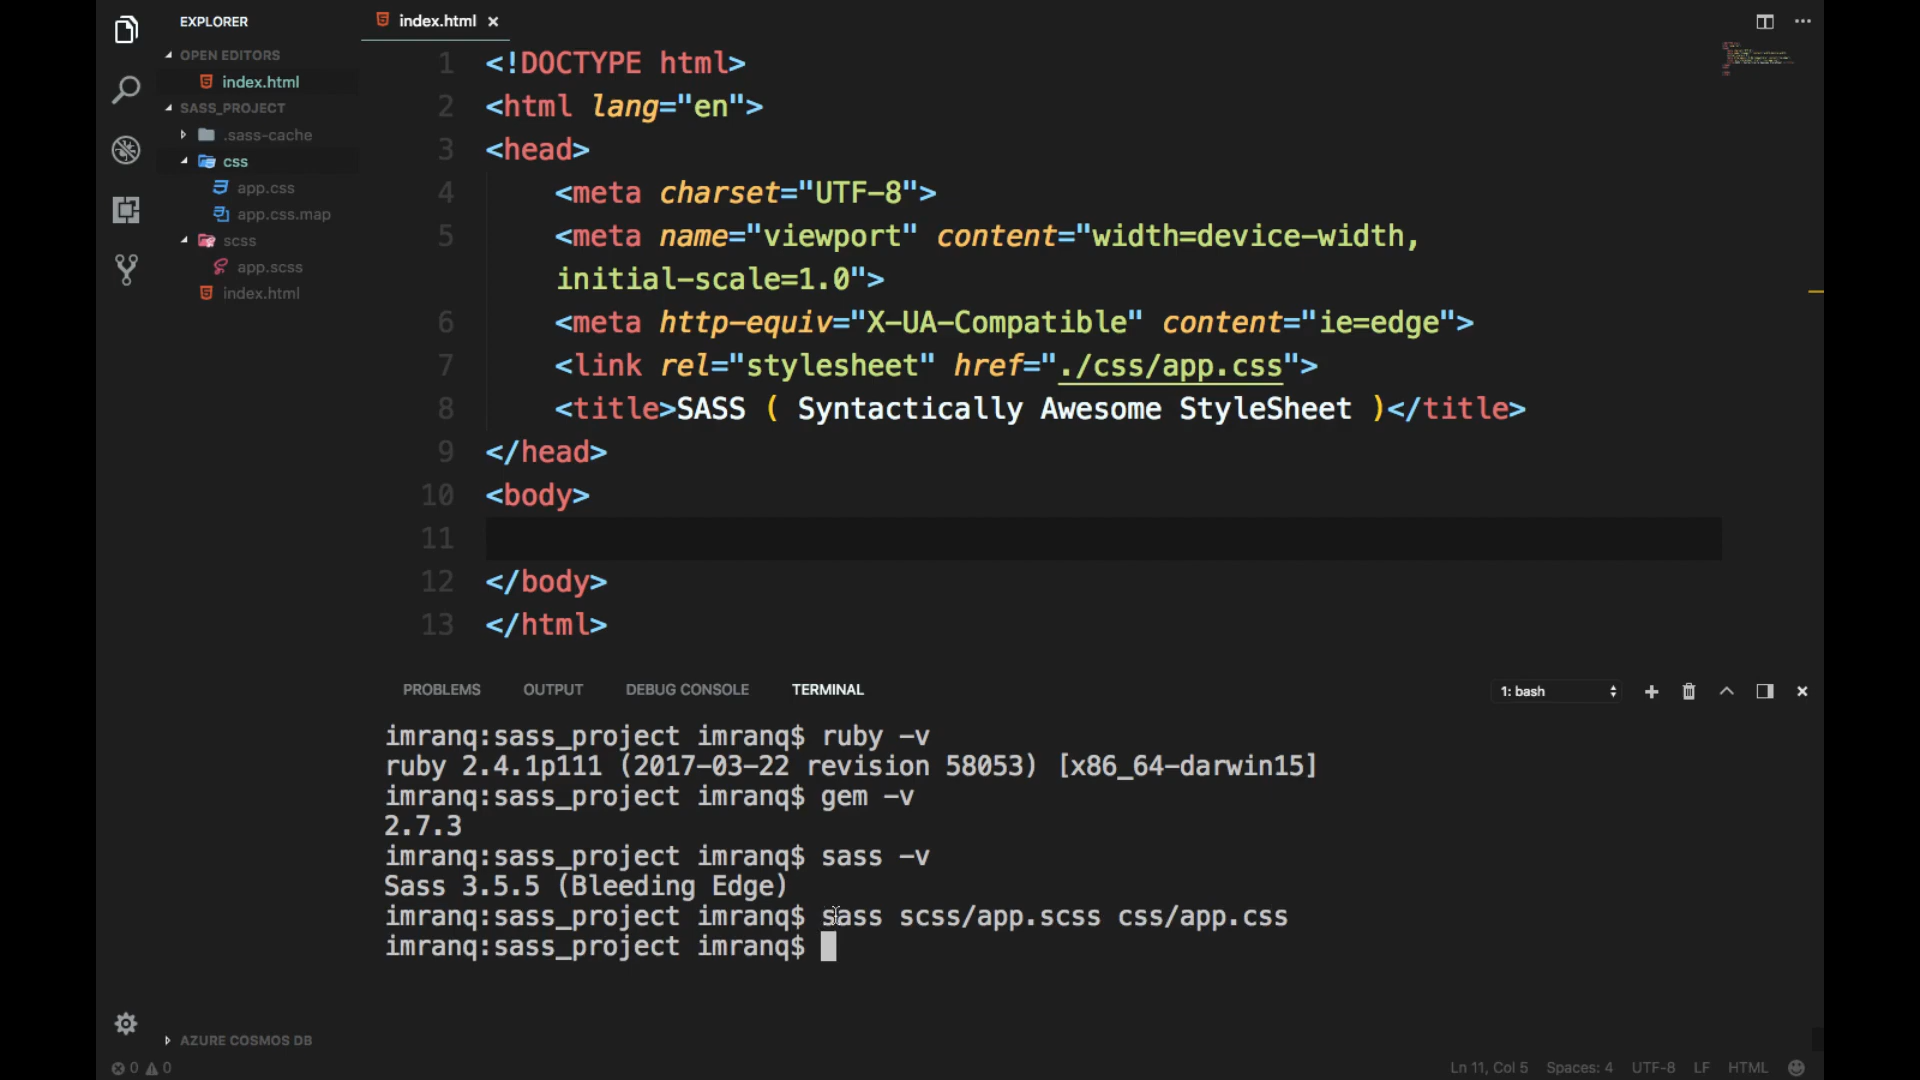 EXPLORER
OPEN EDITORS
index.html
SASS_PROJECT
.sass-cache
css
app.css
app.css.map
scss
app.scss
index.html
AZURE COSMOS DB
index.html
1 <!DOCTYPE html>
2 <html lang="en">
3 <head>
4 <meta charset="UTF-8">
5 <meta name="viewport" content="width=device-width,
initial-scale=1.0">
6 <meta http-equiv="X-UA-Compatible" content="ie=edge">
7 <link rel="stylesheet" href="./css/app.css">
8 <title>SASS ( Syntactically Awesome StyleSheet )</title>
9 </head>
10 <body>
11
12 </body>
13 </html>
PROBLEMS OUTPUT DEBUG CONSOLE TERMINAL 1: bash
imranq:sass_project imranq$ ruby -v
ruby 2.4.1p111 (2017-03-22 revision 58053) [x86_64-darwin15]
imranq:sass_project imranq$ gem -v
2.7.3
imranq:sass_project imranq$ sass -v
Sass 3.5.5 (Bleeding Edge)
imranq:sass_project imranq$ sass scss/app.scss css/app.css
imranq:sass_project imranq$
0 0 Ln 11, Col 5 Spaces: 4 UTF-8 LF HTML